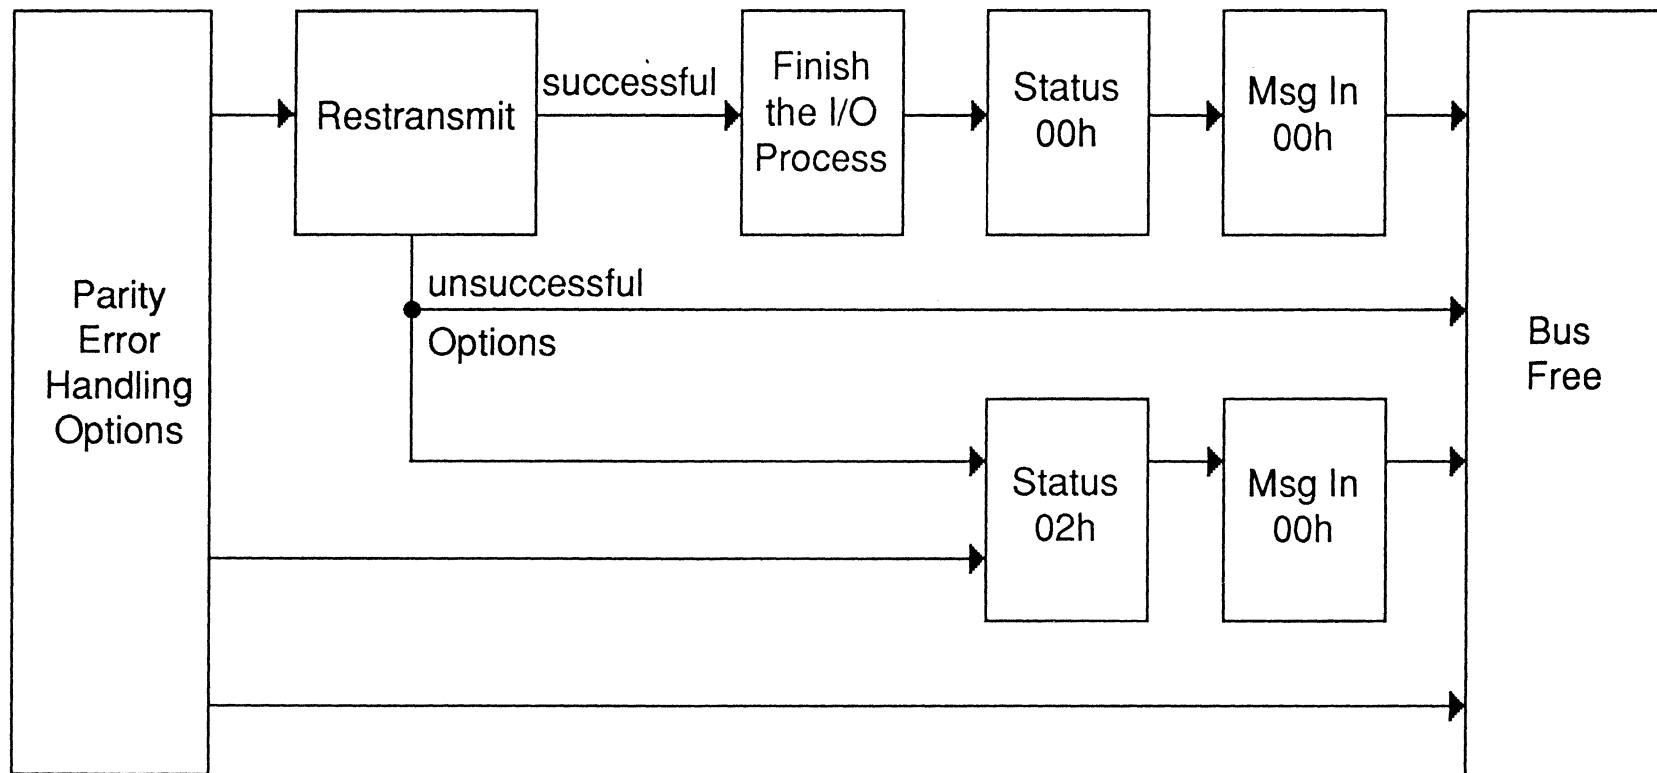 Parity
Error
Handling
Options
Restransmit
successful
Finish
the I/O
Process
Status
00h
Msg In
00h
unsuccessful
Options
Status
02h
Msg In
00h
Bus
Free